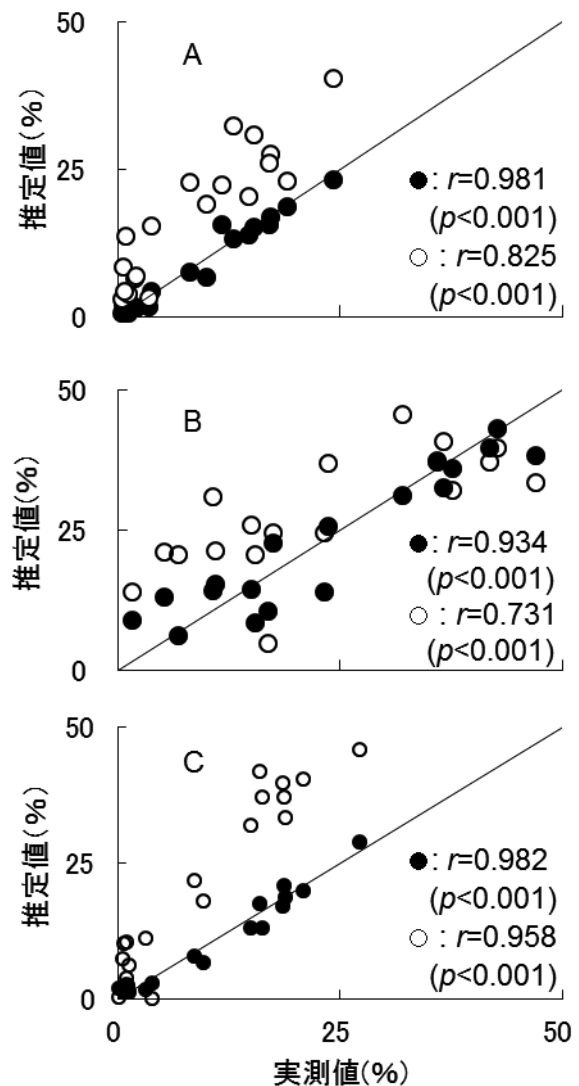 50
A
推定値(%)
25
●: r=0.981
(p<0.001)
○: r=0.825
(p<0.001)
0
50
B
推定値(%)
25
●: r=0.934
(p<0.001)
○: r=0.731
(p<0.001)
0
50
C
推定値(%)
25
●: r=0.982
(p<0.001)
○: r=0.958
(p<0.001)
0
0 25 50
実測値(%)